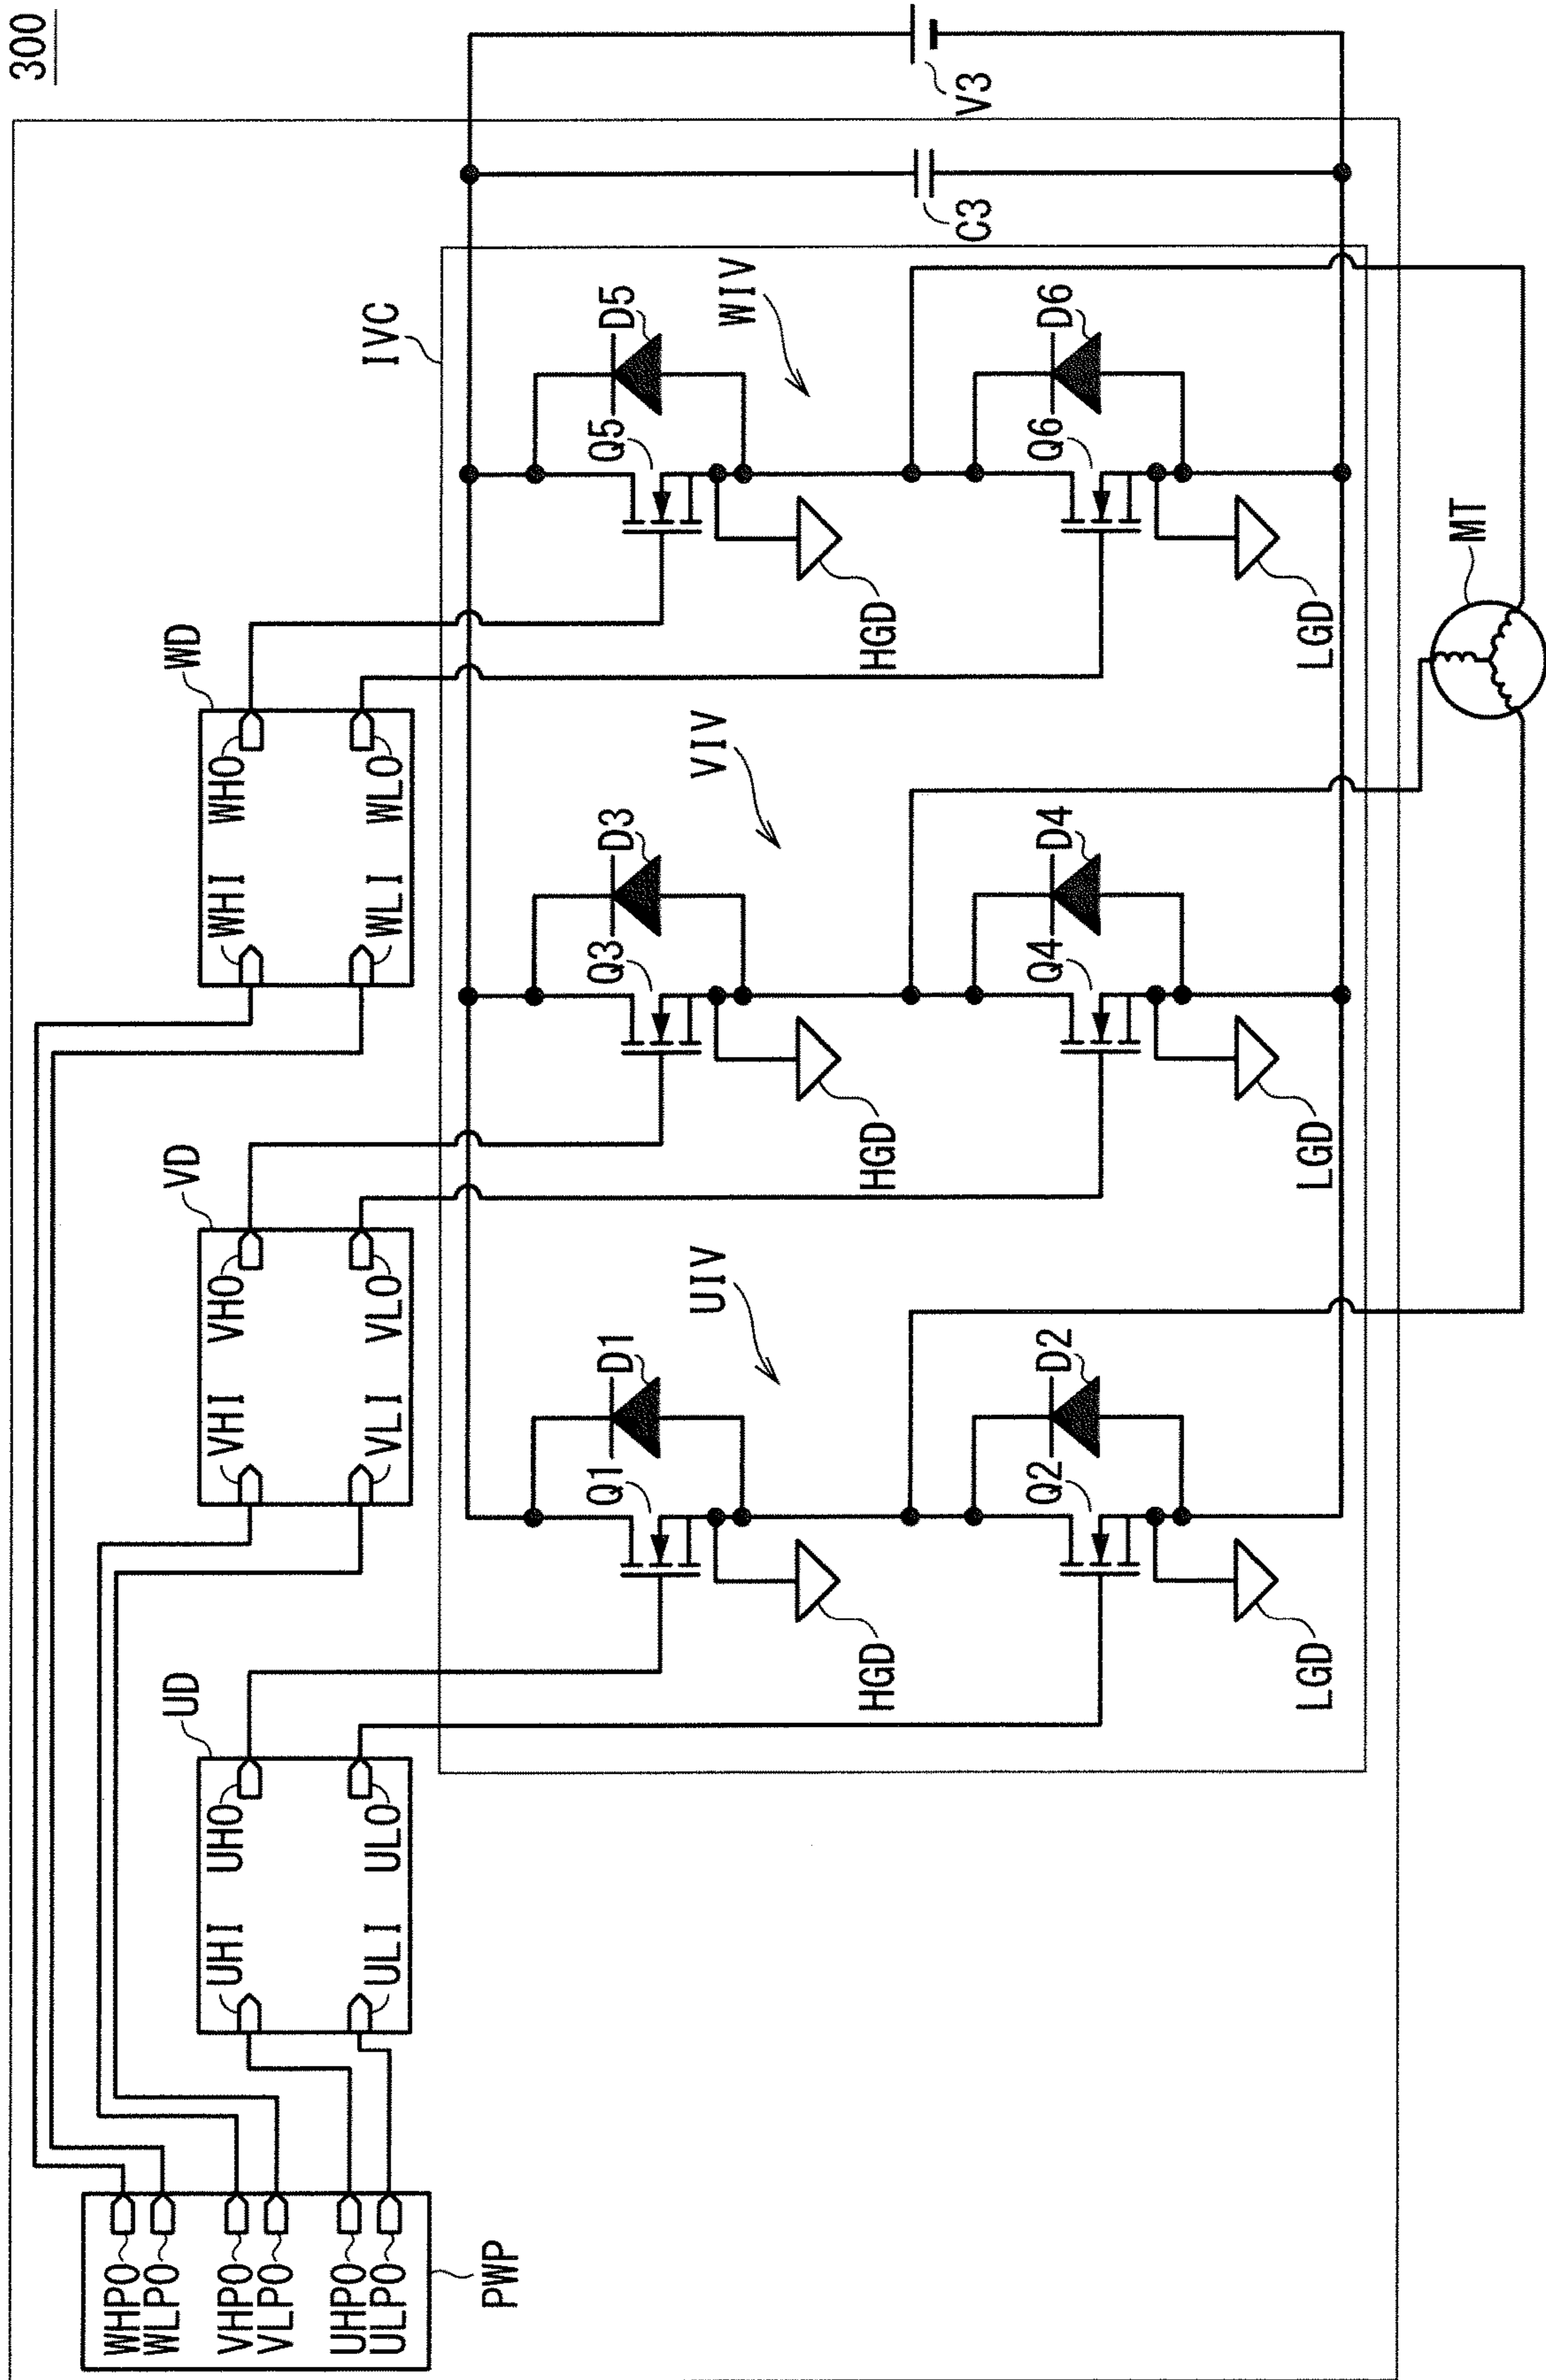 300
WHPO
WLPO
VHPO
VLPO
UHPO
ULPO
PWP
UD
UHI
UHO
ULI
ULO
VD
VHI
VHO
VLI
VLO
WD
WHI
WHO
WLI
WLO
IVC
Q1
D1
UIV
HGD
Q2
D2
LGD
Q3
D3
VIV
HGD
Q4
D4
LGD
Q5
D5
WIV
HGD
Q6
D6
LGD
C3
V3
MT